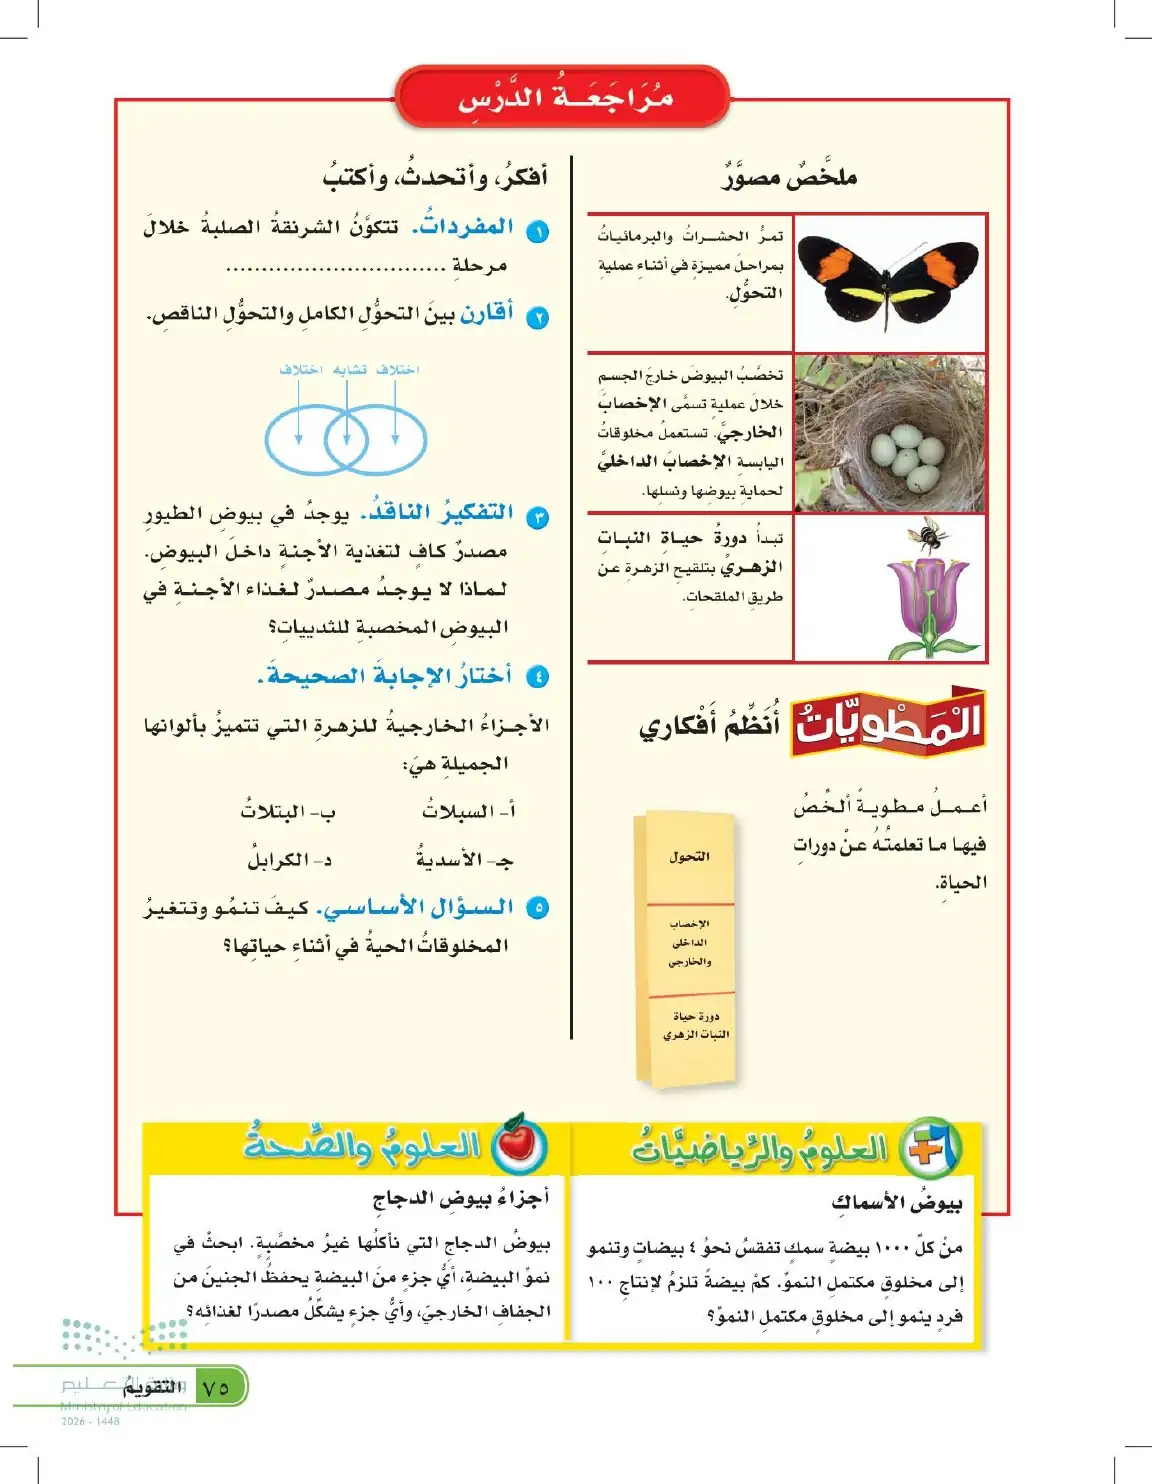 مُرَاجَعَةُ الدَّرْسِ
ملخَّصٌ مصوَّرٌ
تمرُّ الحشراتُ والبرمائياتُ
بمراحلَ مميزةٍ في أثناءِ عمليةِ
التحوُّلِ.
تخصَّبُ البيوضَ خارجَ الجسمِ
خلالَ عمليةٍ تسمَّى الإخصابَ
الخارجيَّ. تستعملُ مخلوقاتُ
اليابسةِ الإخصابَ الداخليَّ
لحمايةِ بيوضِها ونسلِها.
تبدأُ دورةُ حياةِ النباتِ
الزهريِّ بتلقيحِ الزهرةِ عن
طريقِ الملقحاتِ.
الْمَطْوِيّاتُ أُنَظِّمُ أَفْكاري
أعملُ مطويةً ألخِّصُ
فيها ما تعلمتُهُ عنْ دوراتِ
الحياةِ.
التحول
الإخصاب
الداخلي
والخارجي
دورة حياة
النبات الزهري
أفكرُ، وأتحدثُ، وأكتبُ
١ المفرداتُ. تتكوَّنُ الشرنقةُ الصلبةُ خلالَ
مرحلةِ ...............................
٢ أقارن بينَ التحوُّلِ الكاملِ والتحوُّلِ الناقصِ.
اختلاف تشابه اختلاف
٣ التفكيرُ الناقدُ. يوجدُ في بيوضِ الطيورِ
مصدرٌ كافٍ لتغذيةِ الأجنةِ داخلَ البيوضِ.
لماذا لا يوجدُ مصدرٌ لغذاءِ الأجنةِ في
البيوضِ المخصبةِ للثديياتِ؟
٤ أختارُ الإجابةَ الصحيحةَ.
الأجزاءُ الخارجيةُ للزهرةِ التي تتميزُ بألوانها
الجميلةِ هيَ:
أ- السبلاتُ ب- البتلاتُ
جـ- الأسديةُ د- الكرابلُ
٥ السؤال الأساسي. كيفَ تنمُو وتتغيرُ
المخلوقاتُ الحيةُ في أثناءِ حياتِها؟
العلومُ والرِّياضيَّاتُ
بيوضُ الأسماكِ
منْ كلِّ ١٠٠٠ بيضةِ سمكٍ تفقسُ نحوُ ٤ بيضاتٍ وتنمو
إلى مخلوقٍ مكتملِ النموِّ. كمْ بيضةً تلزمُ لإنتاجِ ١٠٠
فردٍ ينمو إلى مخلوقٍ مكتملِ النموِّ؟
العلومُ والصِّحةُ
أجزاءُ بيوضِ الدجاجِ
بيوضُ الدجاجِ التي نأكلُها غيرُ مخصَّبةٍ. ابحثْ في
نموِّ البيضةِ، أيُّ جزءٍ منَ البيضةِ يحفظُ الجنينَ من
الجفافِ الخارجيِّ، وأيُّ جزءٍ يشكِّلُ مصدرًا لغذائِه؟
التقويمُ ٧٥
وزارة التعليم
Ministry of Education
2026 - 1448